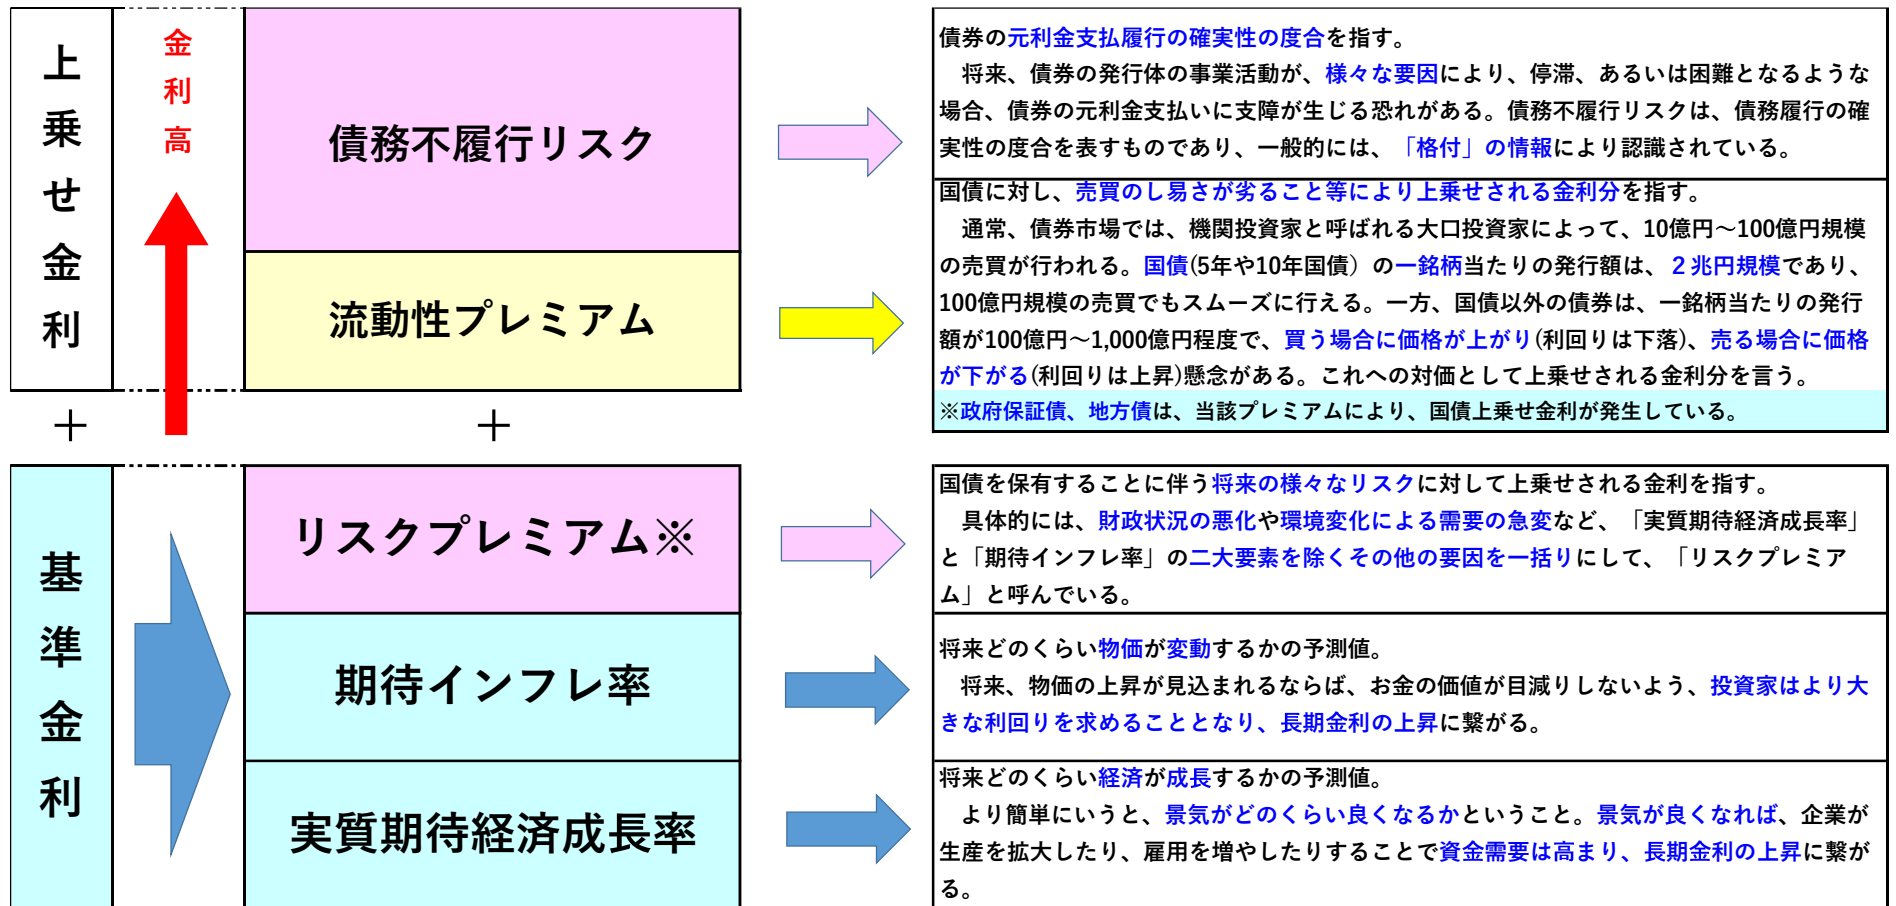 上乗せ金利
金利高
債務不履行リスク
債券の元利金支払履行の確実性の度合を指す。
将来、債券の発行体の事業活動が、様々な要因により、停滞、あるいは困難となるような
場合、債券の元利金支払いに支障が生じる恐れがある。債務不履行リスクは、債務履行の確
実性の度合を表すものであり、一般的には、「格付」の情報により認識されている。
流動性プレミアム
国債に対し、売買のし易さが劣ること等により上乗せされる金利分を指す。
通常、債券市場では、機関投資家と呼ばれる大口投資家によって、10億円～100億円規模
の売買が行われる。国債(5年や10年国債）の一銘柄当たりの発行額は、２兆円規模であり、
100億円規模の売買でもスムーズに行える。一方、国債以外の債券は、一銘柄当たりの発行
額が100億円～1,000億円程度で、買う場合に価格が上がり(利回りは下落)、売る場合に価格
が下がる(利回りは上昇)懸念がある。これへの対価として上乗せされる金利分を言う。
※政府保証債、地方債は、当該プレミアムにより、国債上乗せ金利が発生している。
＋
＋
基準金利
リスクプレミアム※
国債を保有することに伴う将来の様々なリスクに対して上乗せされる金利を指す。
具体的には、財政状況の悪化や環境変化による需要の急変など、「実質期待経済成長率」
と「期待インフレ率」の二大要素を除くその他の要因を一括りにして、「リスクプレミア
ム」と呼んでいる。
期待インフレ率
将来どのくらい物価が変動するかの予測値。
将来、物価の上昇が見込まれるならば、お金の価値が目減りしないよう、投資家はより大
きな利回りを求めることとなり、長期金利の上昇に繋がる。
実質期待経済成長率
将来どのくらい経済が成長するかの予測値。
より簡単にいうと、景気がどのくらい良くなるかということ。景気が良くなれば、企業が
生産を拡大したり、雇用を増やしたりすることで資金需要は高まり、長期金利の上昇に繋が
る。